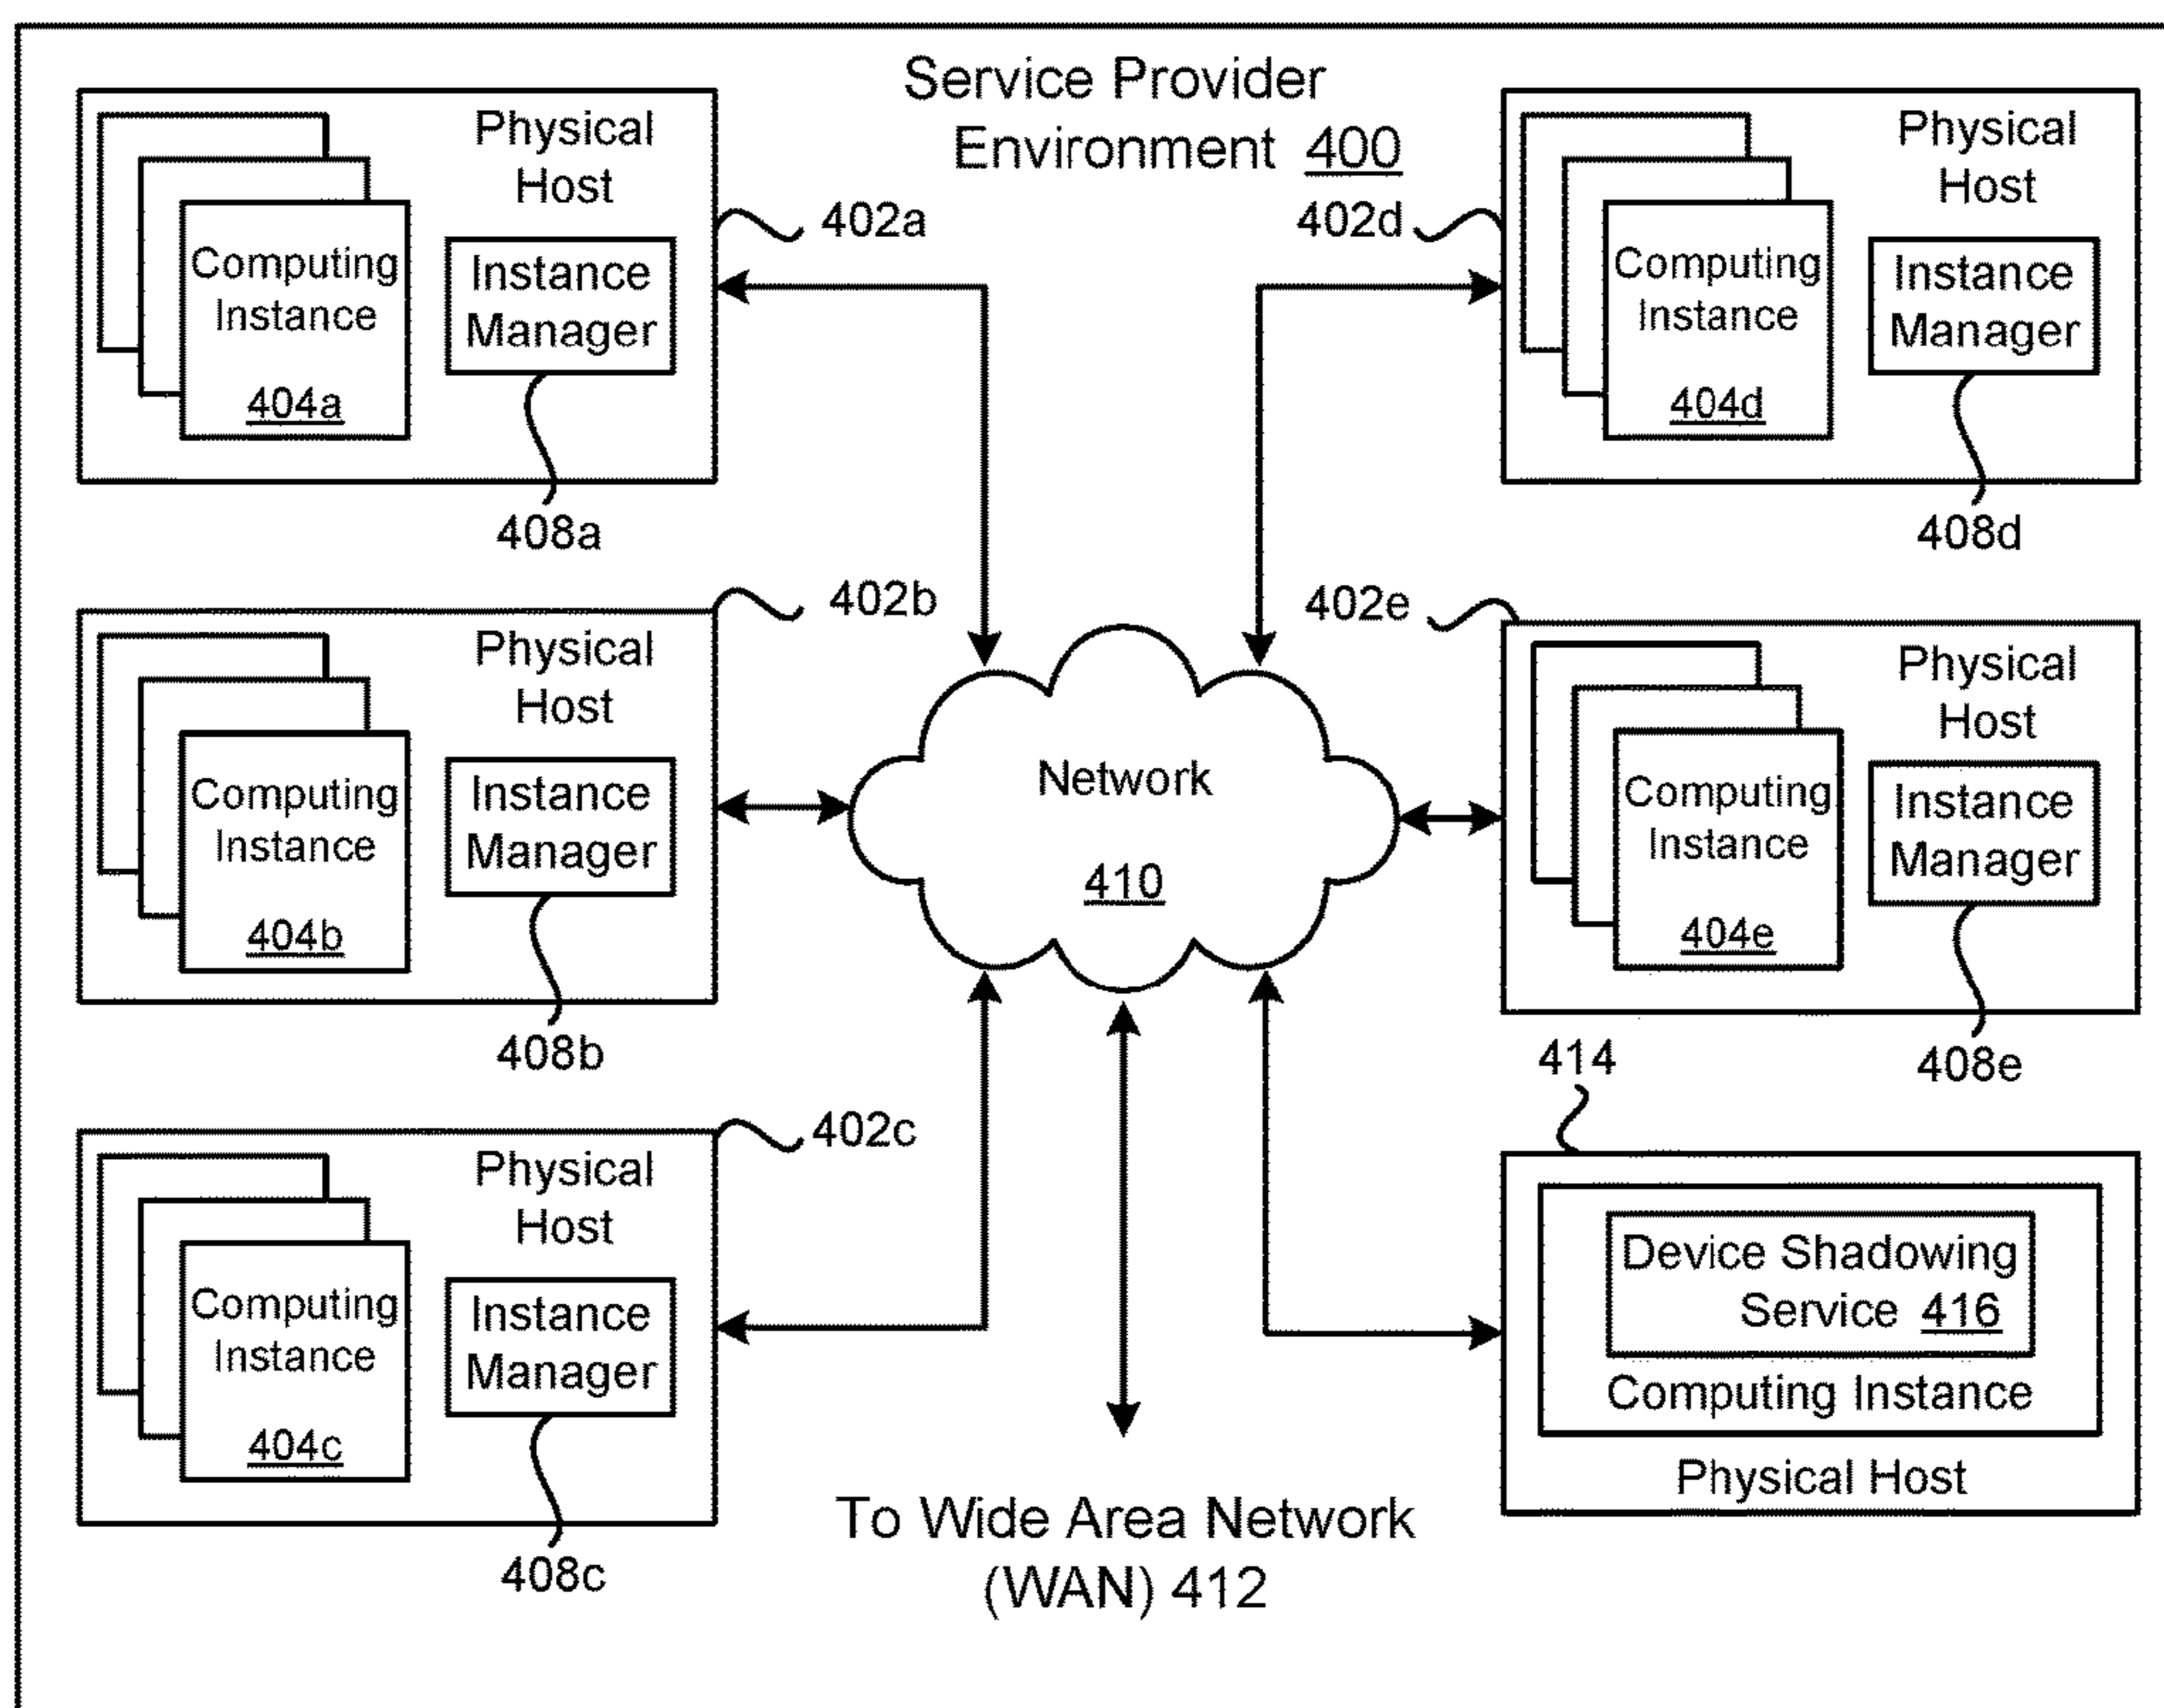 Service Provider
Environment 400
Physical
Host
Computing
Instance
404a
Instance
Manager
402a
408a
402d
Physical
Host
Computing
Instance
404d
Instance
Manager
408d
402b
Physical
Host
Computing
Instance
404b
Instance
Manager
408b
Network
410
402e
Physical
Host
Computing
Instance
404e
Instance
Manager
408e
402c
Physical
Host
Computing
Instance
404c
Instance
Manager
408c
414
Device Shadowing
Service 416
Computing Instance
Physical Host
To Wide Area Network
(WAN) 412